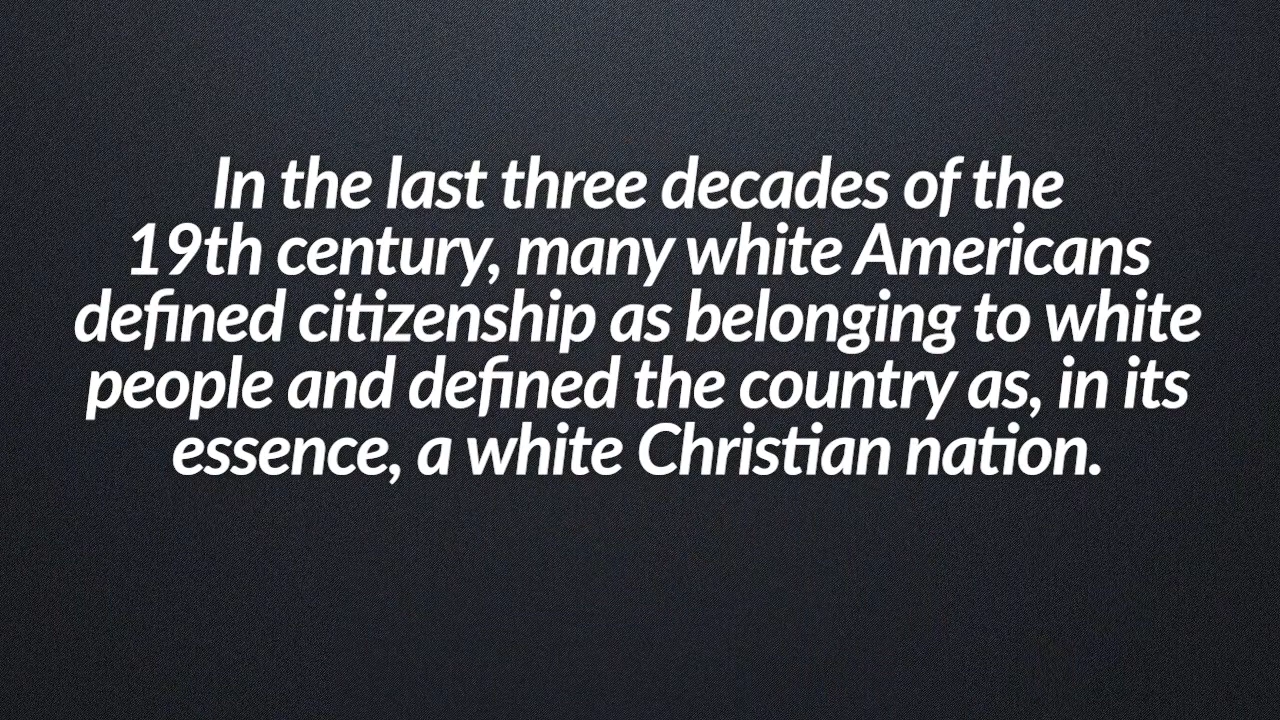 In the last three decades of the
19th century, many white Americans
defined citizenship as belonging to white
people and defined the country as, in its
essence, a white Christian nation.